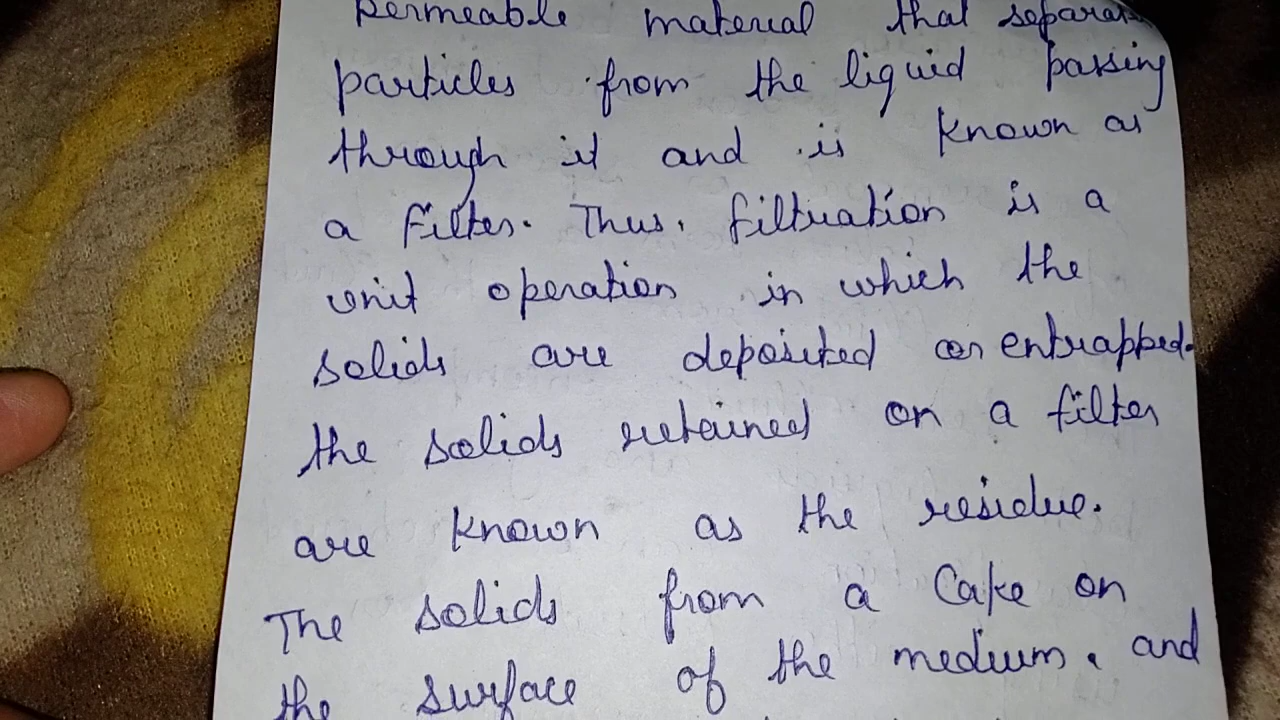 permeable material that separates
particles from the liquid passing
through it and is known as
a filter. Thus, filtration is a
unit operation in which the
solids are deposited or entrapped.
the solids retained on a filter
are known as the residue.
The solids from a Cake on
the surface of the medium, and